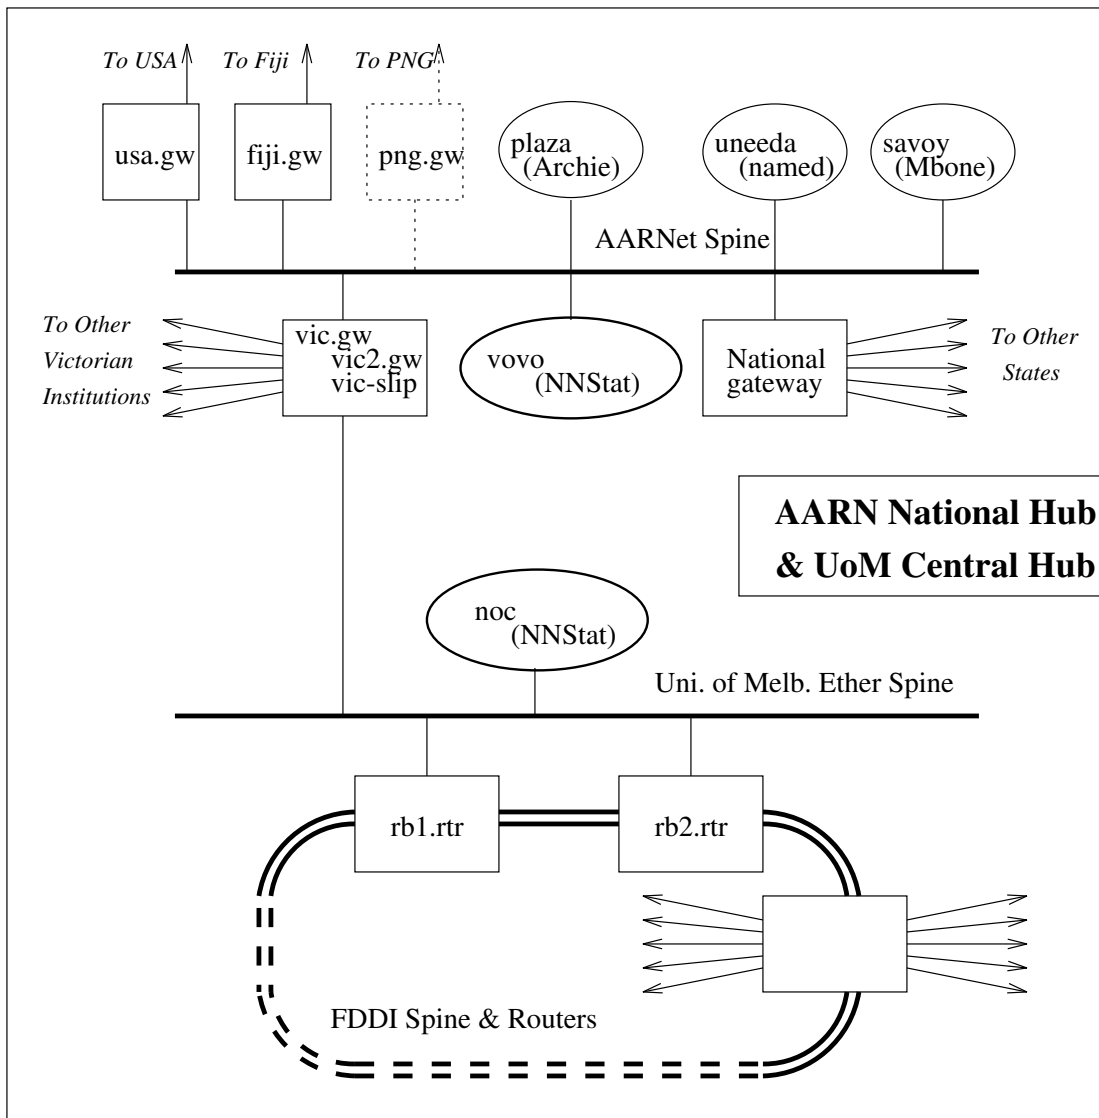 To USA
To Fiji
To PNG
usa.gw
fiji.gw
png.gw
plaza
(Archie)
uneeda
(named)
savoy
(Mbone)
AARNet Spine
To Other
Victorian
Institutions
vic.gw
vic2.gw
vic-slip
vovo
(NNStat)
National
gateway
To Other
States
AARN National Hub
& UoM Central Hub
noc
(NNStat)
Uni. of Melb. Ether Spine
rb1.rtr
rb2.rtr
FDDI Spine & Routers